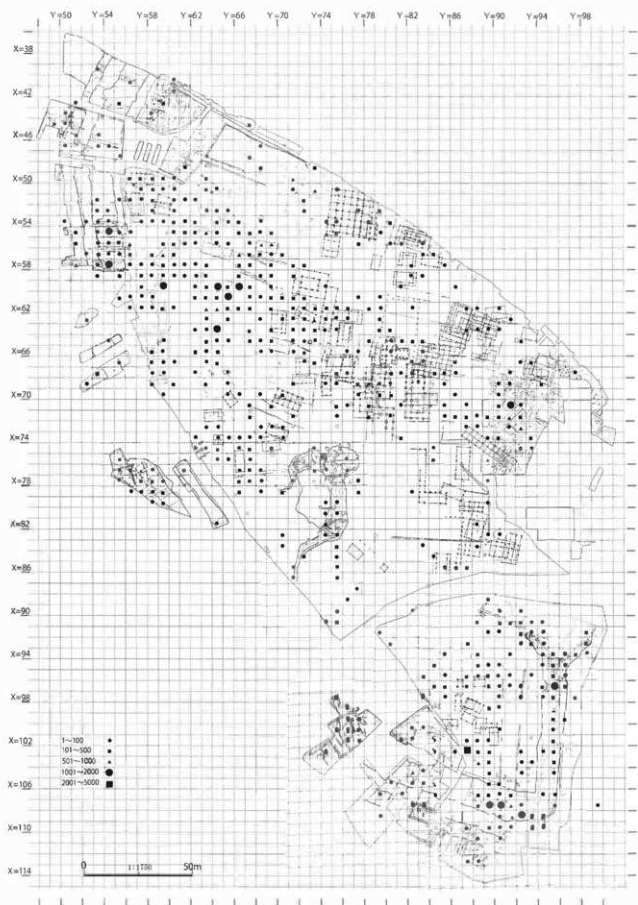 Y=50 Y=54 Y=58 Y=62 Y=66 Y=70 Y=74 Y=78 Y=82 Y=86 Y=90 Y=94 Y=98
X=38
X=42
X=46
X=50
X=54
X=58
X=62
X=66
X=70
X=74
X=78
X=82
X=86
X=90
X=94
X=98
X=102
X=106
X=110
X=114
1～100
101～500
501～1000
1001～2000
2001～5000
0 1:1750 50m